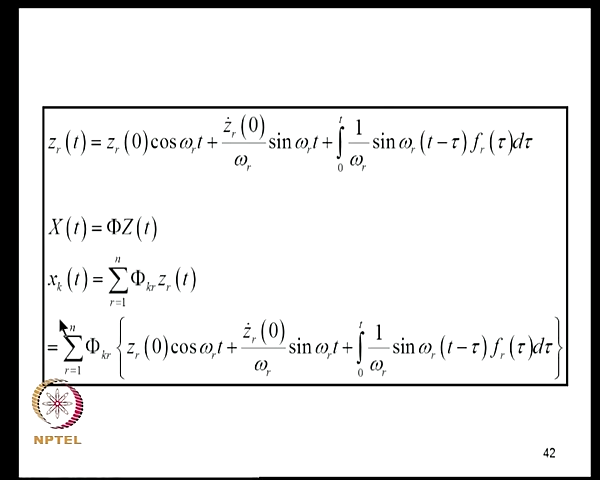 z_r(t) = z_r(0) cos ω_r t + ż_r(0)/ω_r sin ω_r t + ∫_0^t 1/ω_r sin ω_r (t − τ) f_r(τ) dτ
X(t) = ΦZ(t)
x_k(t) = ∑_{r=1}^n Φ_kr z_r(t)
= ∑_{r=1}^n Φ_kr { z_r(0) cos ω_r t + ż_r(0)/ω_r sin ω_r t + ∫_0^t 1/ω_r sin ω_r (t − τ) f_r(τ) dτ }
NPTEL
42